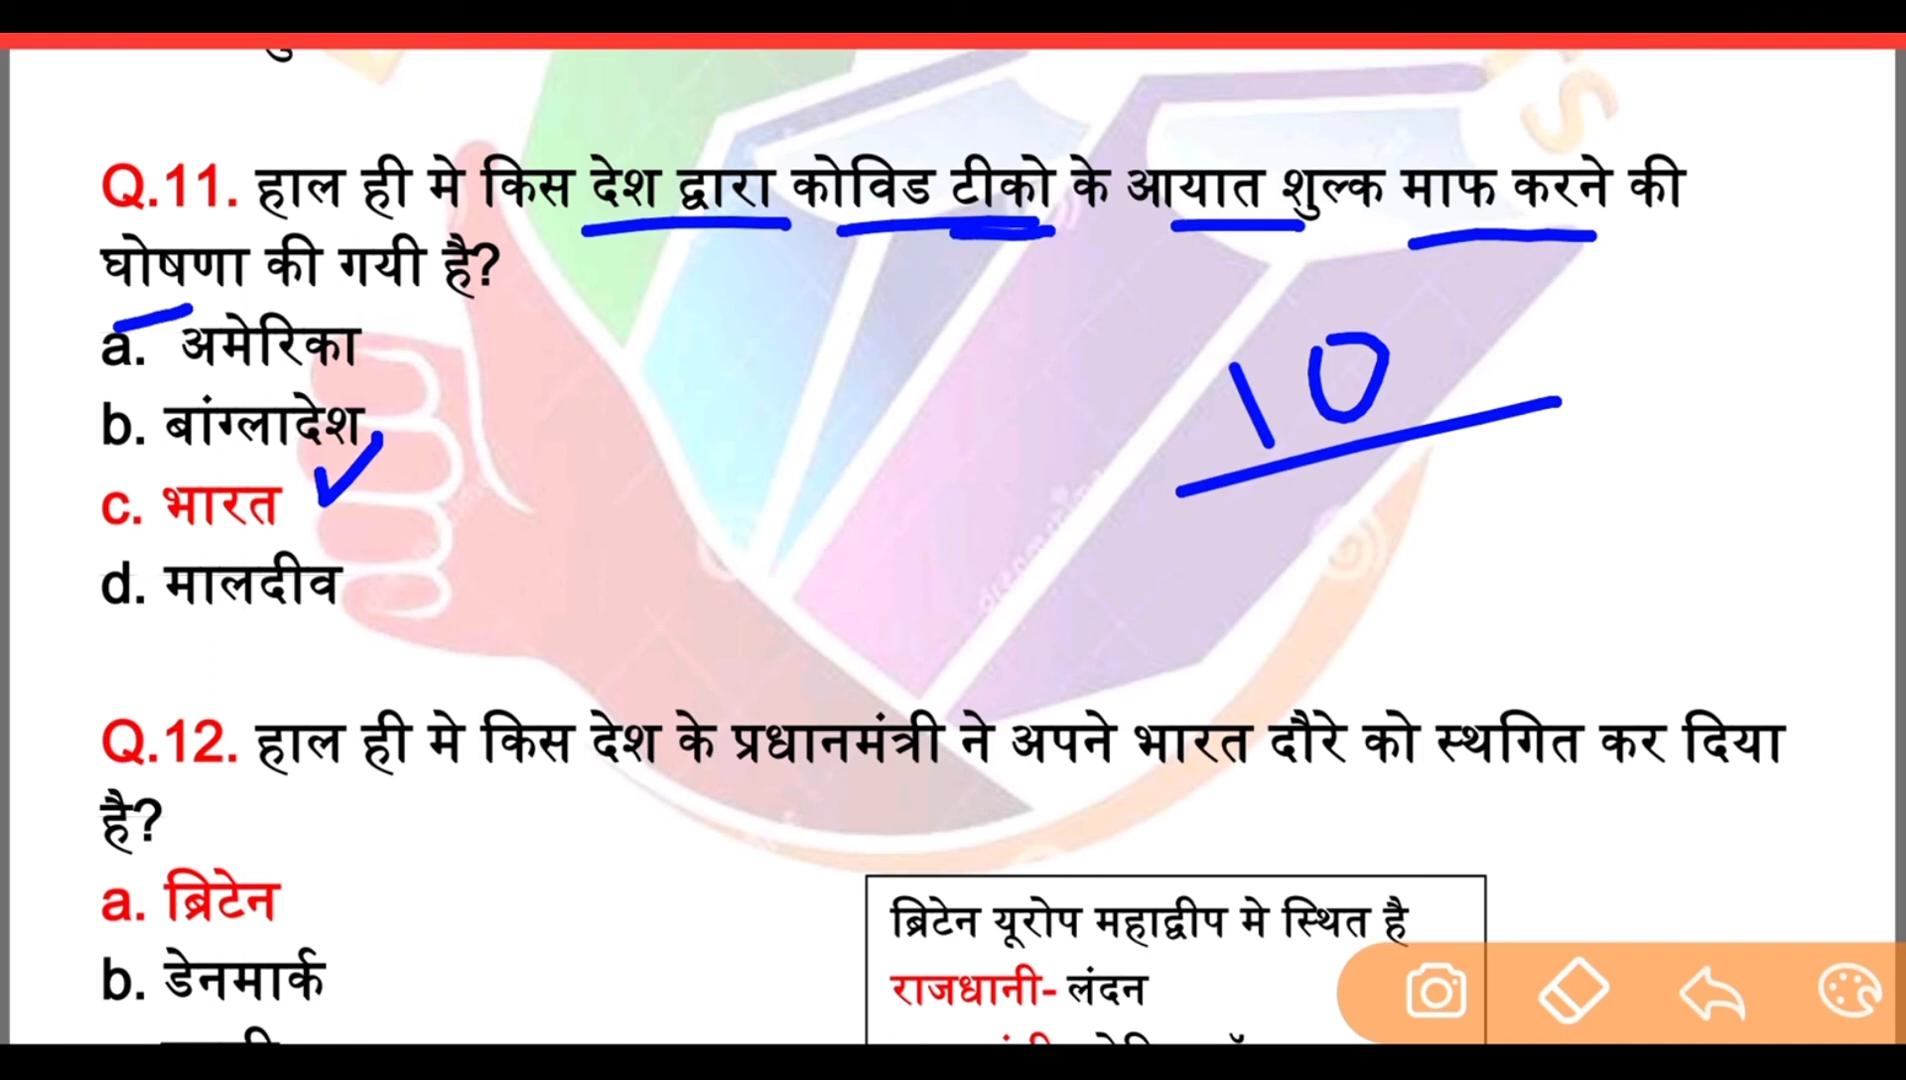 Q.11. हाल ही मे किस देश द्वारा कोविड टीको के आयात शुल्क माफ करने की
घोषणा की गयी है?
a. अमेरिका
b. बांग्लादेश
c. भारत
d. मालदीव
10
Q.12. हाल ही मे किस देश के प्रधानमंत्री ने अपने भारत दौरे को स्थगित कर दिया
है?
a. ब्रिटेन
b. डेनमार्क
ब्रिटेन यूरोप महाद्वीप मे स्थित है
राजधानी- लंदन